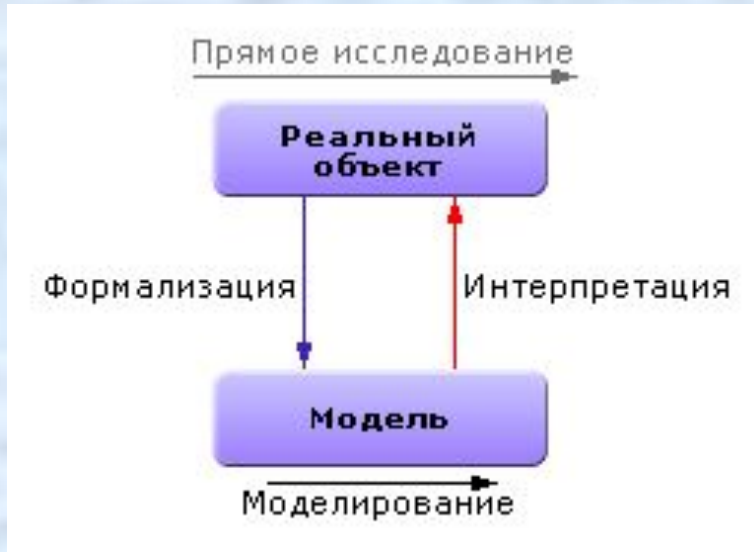 Прямое исследование
Реальный
объект
Формализация
Интерпретация
Модель
Моделирование